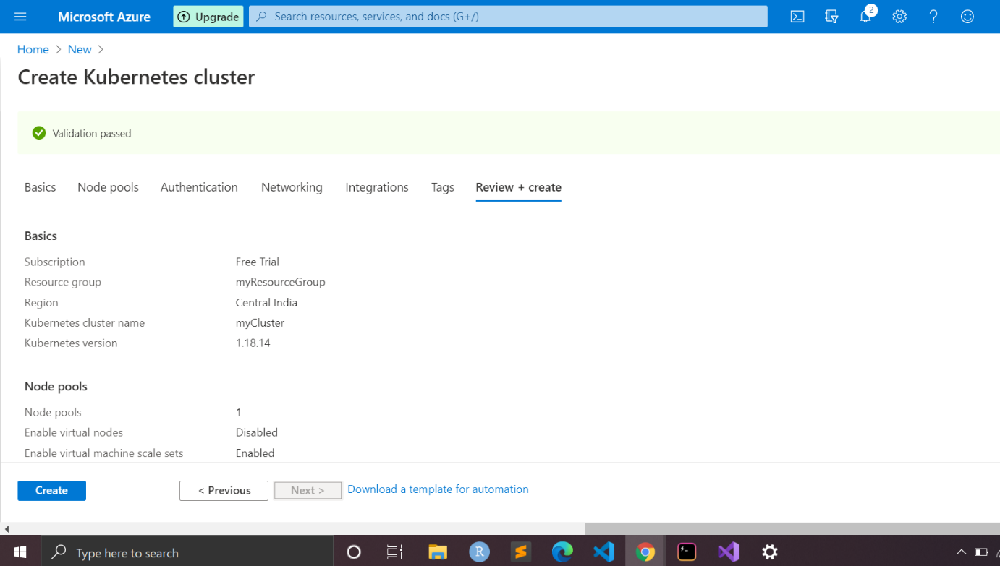 Microsoft Azure Upgrade Search resources, services, and docs (G+/) 2
Home > New >
Create Kubernetes cluster
Validation passed
Basics Node pools Authentication Networking Integrations Tags Review + create
Basics
Subscription Free Trial
Resource group myResourceGroup
Region Central India
Kubernetes cluster name myCluster
Kubernetes version 1.18.14
Node pools
Node pools 1
Enable virtual nodes Disabled
Enable virtual machine scale sets Enabled
Create < Previous Next > Download a template for automation
Type here to search R